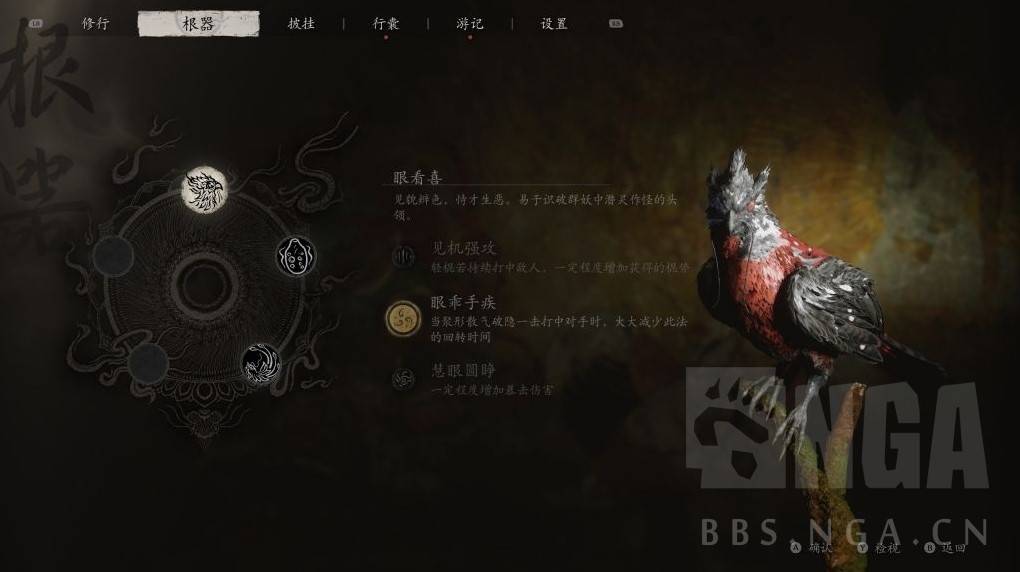 LB 修行 根器 披挂 行囊 游记 设置 RB
根器
眼看喜
见貌辨色。恃才生恶。易于识破群妖中潜灵作怪的头
领。
见机强攻
轻棍若持续打中敌人，一定程度增加获得的棍势
眼乖手疾
当聚形散气破隐一击打中对手时，大大减少此法
的回转时间
慧眼圆睁
一定程度增加暴击伤害
NGA
BBS.NGA.CN
A 确认 Y 检视 B 返回